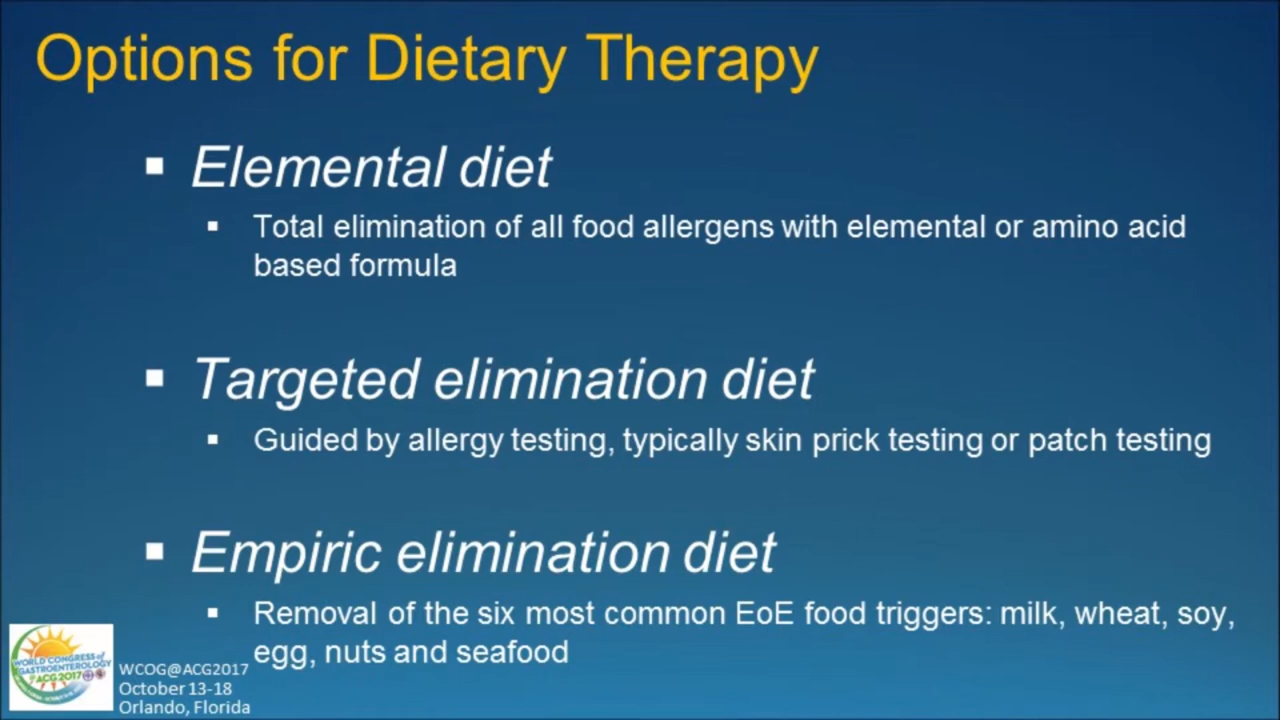 Options for Dietary Therapy
▪ Elemental diet
▪ Total elimination of all food allergens with elemental or amino acid
based formula
▪ Targeted elimination diet
▪ Guided by allergy testing, typically skin prick testing or patch testing
▪ Empiric elimination diet
▪ Removal of the six most common EoE food triggers: milk, wheat, soy,
egg, nuts and seafood
WORLD CONGRESS of
GASTROENTEROLOGY
ACG2017
WCOG@ACG2017
October 13-18
Orlando, Florida